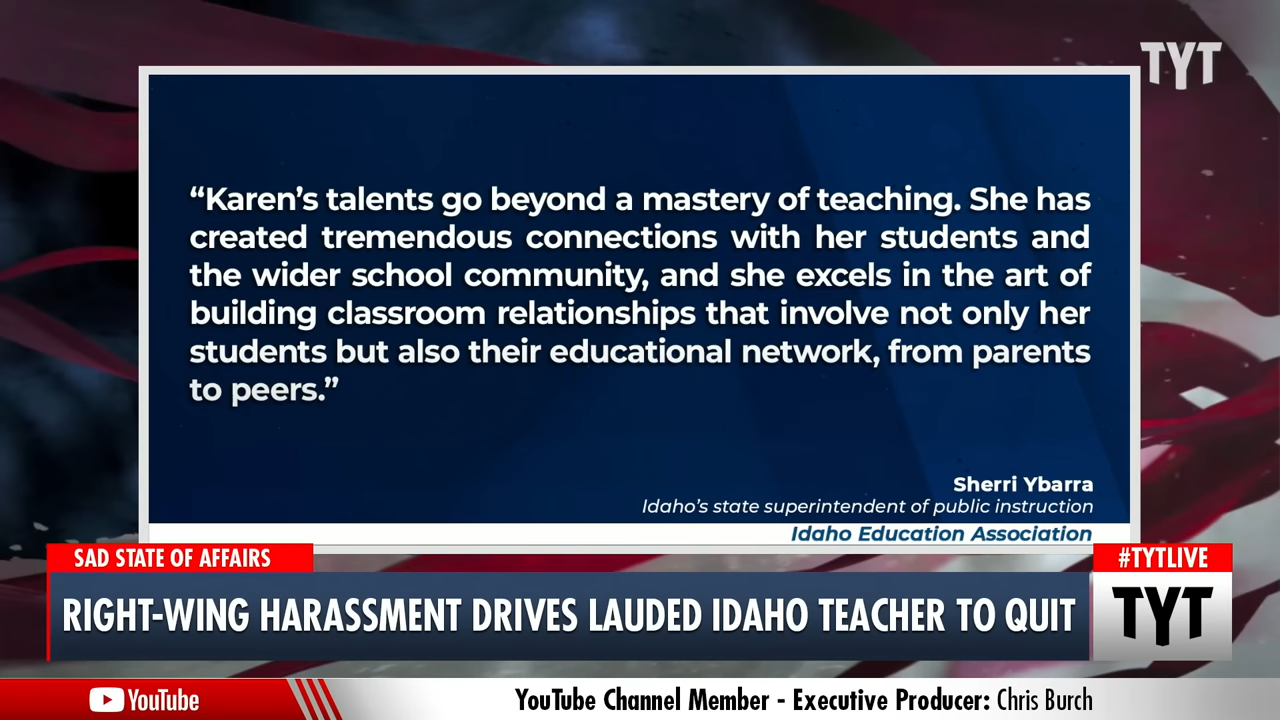 TYT
“Karen’s talents go beyond a mastery of teaching. She has
created tremendous connections with her students and
the wider school community, and she excels in the art of
building classroom relationships that involve not only her
students but also their educational network, from parents
to peers.”
Sherri Ybarra
Idaho’s state superintendent of public instruction
Idaho Education Association
SAD STATE OF AFFAIRS
#TYTLIVE
RIGHT-WING HARASSMENT DRIVES LAUDED IDAHO TEACHER TO QUIT
TYT
YouTube
YouTube Channel Member - Executive Producer: Chris Burch